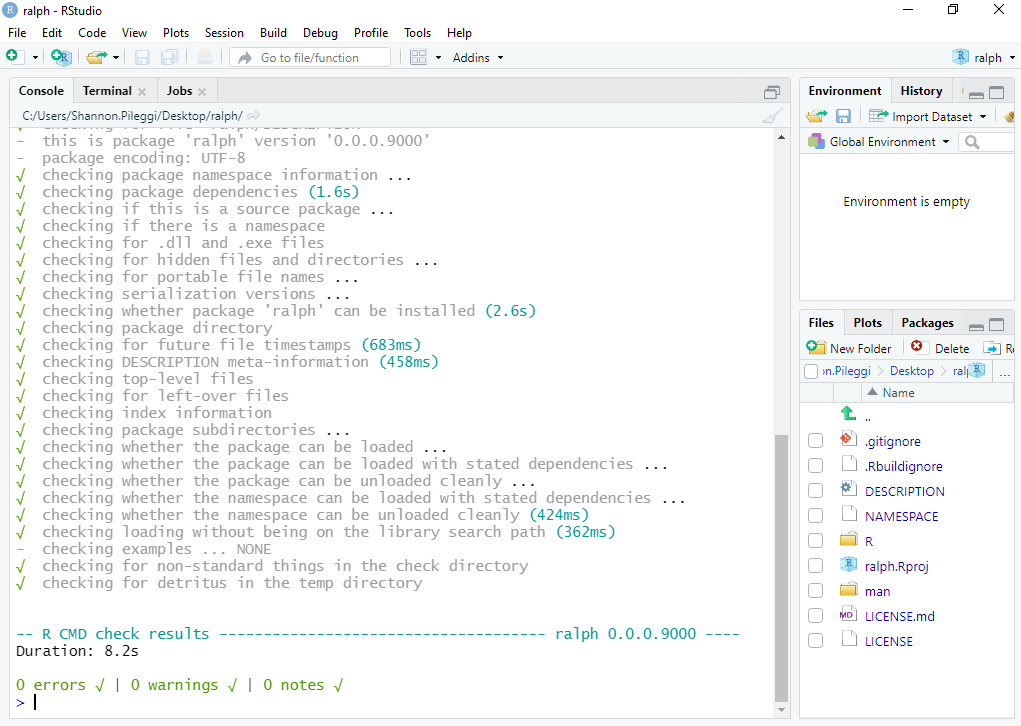 ralph - RStudio
File Edit Code View Plots Session Build Debug Profile Tools Help
Go to file/function Addins ralph
Console Terminal Jobs
C:/Users/Shannon.Pileggi/Desktop/ralph/
- this is package 'ralph' version '0.0.0.9000'
- package encoding: UTF-8
√ checking package namespace information ...
√ checking package dependencies (1.6s)
√ checking if this is a source package ...
√ checking if there is a namespace
√ checking for .dll and .exe files
√ checking for hidden files and directories ...
√ checking for portable file names ...
√ checking serialization versions ...
√ checking whether package 'ralph' can be installed (2.6s)
√ checking package directory
√ checking for future file timestamps (683ms)
√ checking DESCRIPTION meta-information (458ms)
√ checking top-level files
√ checking for left-over files
√ checking index information
√ checking package subdirectories ...
√ checking whether the package can be loaded ...
√ checking whether the package can be loaded with stated dependencies ...
√ checking whether the package can be unloaded cleanly ...
√ checking whether the namespace can be loaded with stated dependencies ...
√ checking whether the namespace can be unloaded cleanly (424ms)
√ checking loading without being on the library search path (362ms)
- checking examples ... NONE
√ checking for non-standard things in the check directory
√ checking for detritus in the temp directory
-- R CMD check results ------------------------------------- ralph 0.0.0.9000 ----
Duration: 8.2s
0 errors √ | 0 warnings √ | 0 notes √
>
Environment History
Import Dataset
Global Environment
Environment is empty
Files Plots Packages
New Folder Delete Re
n.Pileggi Desktop ral ...
Name
..
.gitignore
.Rbuildignore
DESCRIPTION
NAMESPACE
R
ralph.Rproj
man
LICENSE.md
LICENSE